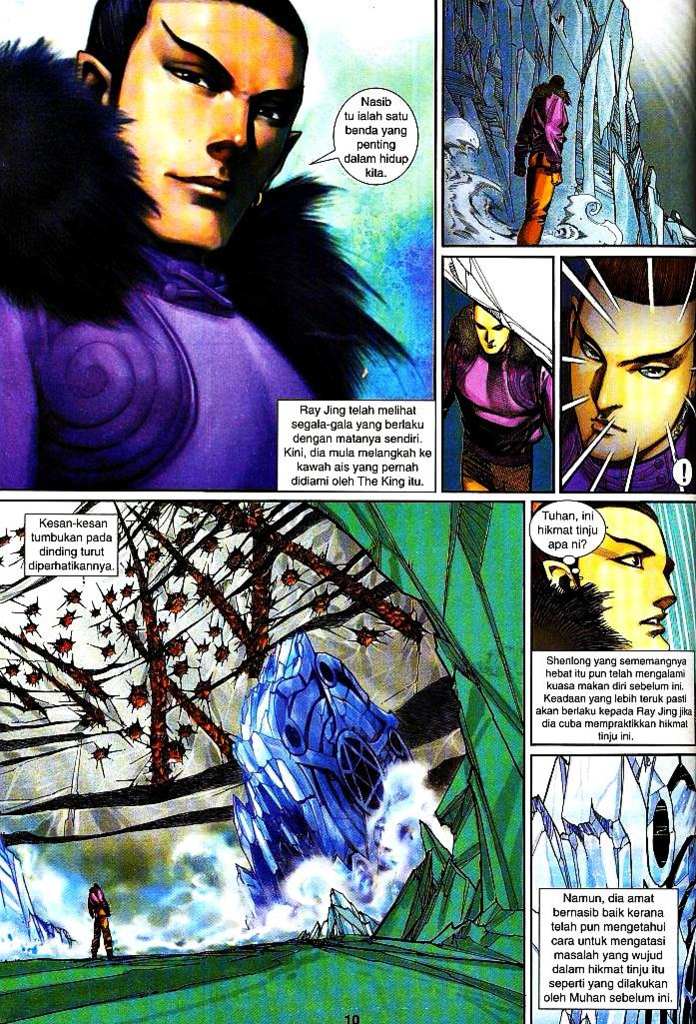 Nasib
tu ialah satu
benda yang
penting
dalam hidup
kita.
Ray Jing telah melihat
segala-gala yang berlaku
dengan matanya sendiri.
Kini, dia mula melangkah ke
kawah ais yang pernah
didiami oleh The King itu.
!
Kesan-kesan
tumbukan pada
dinding turut
diperhatikannya.
Tuhan, ini
hikmat tinju
apa ni?
Shenlong yang sememangnya
hebat itu pun telah mengalami
kuasa makan diri sebelum ini.
Keadaan yang lebih teruk pasti
akan berlaku kepada Ray Jing jika
dia cuba mempraktikkan hikmat
tinju ini.
Namun, dia amat
bernasib baik kerana
telah pun mengetahui
cara untuk mengatasi
masalah yang wujud
dalam hikmat tinju itu
seperti yang dilakukan
oleh Muhan sebelum ini.
10